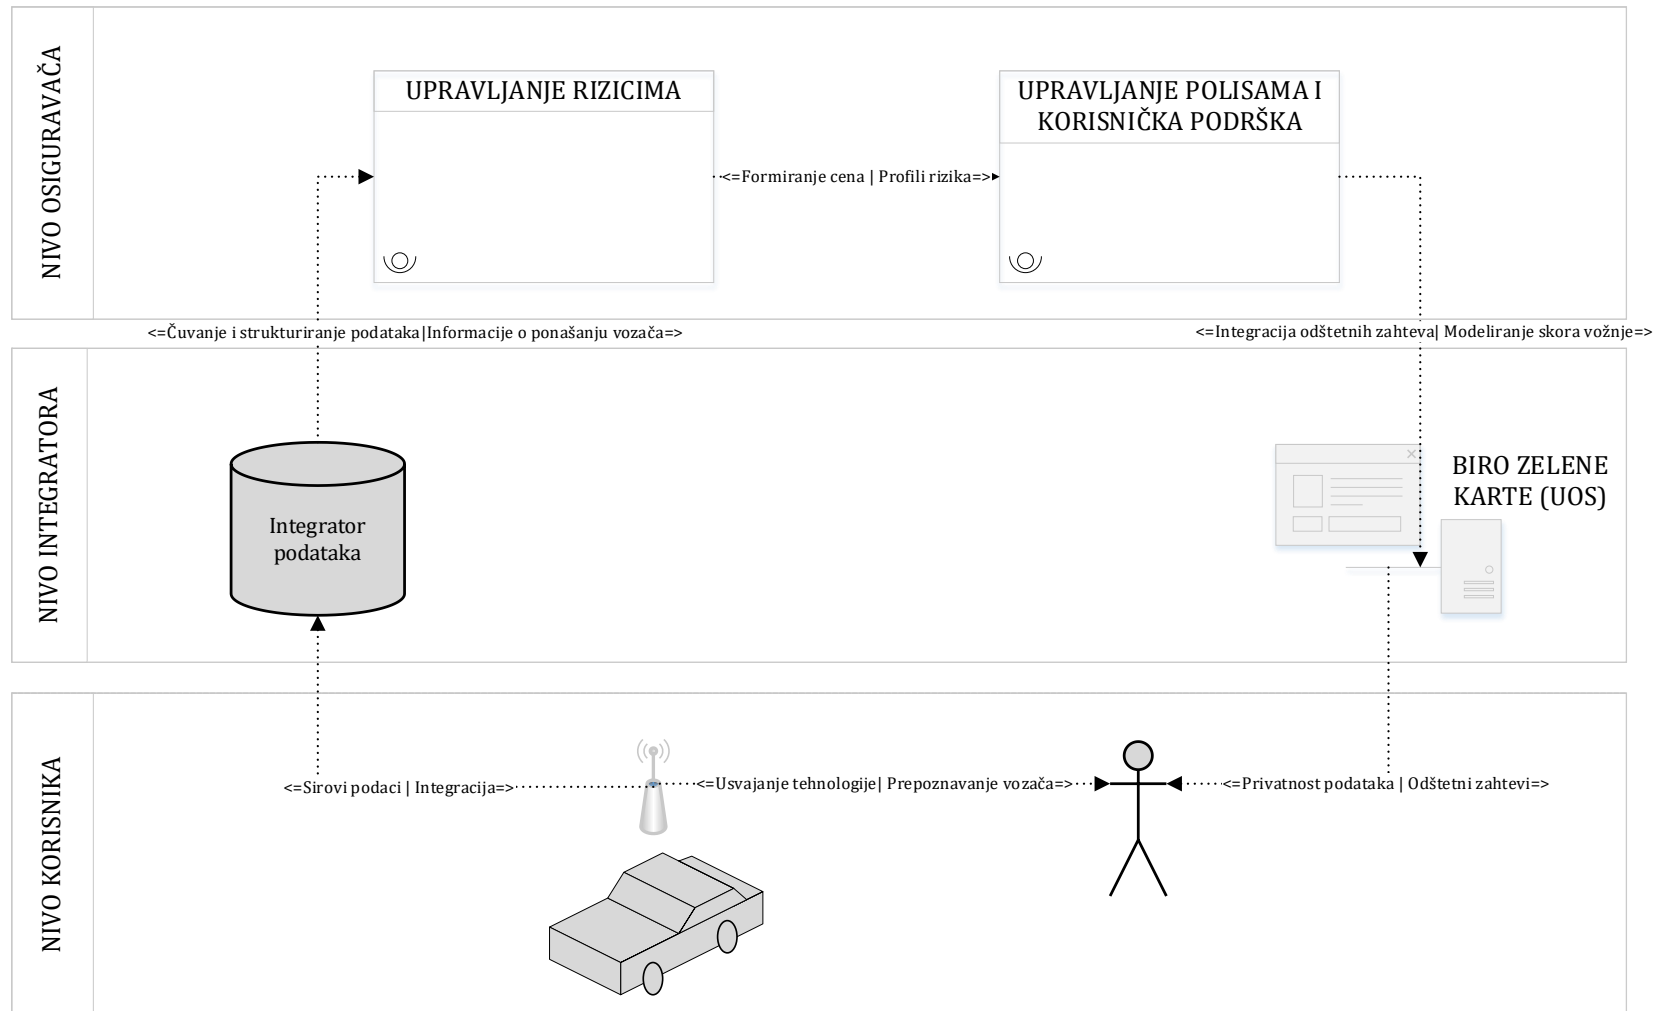 NIVO OSIGURAVAČA
UPRAVLJANJE RIZICIMA
UPRAVLJANJE POLISAMA I
KORISNIČKA PODRŠKA
<=Formiranje cena | Profili rizika=>
<=Čuvanje i strukturiranje podataka|Informacije o ponašanju vozača=>
<=Integracija odštetnih zahteva| Modeliranje skora vožnje=>
NIVO INTEGRATORA
Integrator
podataka
BIRO ZELENE
KARTE (UOS)
NIVO KORISNIKA
<=Sirovi podaci | Integracija=>
<=Usvajanje tehnologije| Prepoznavanje vozača=>
<=Privatnost podataka | Odštetni zahtevi=>